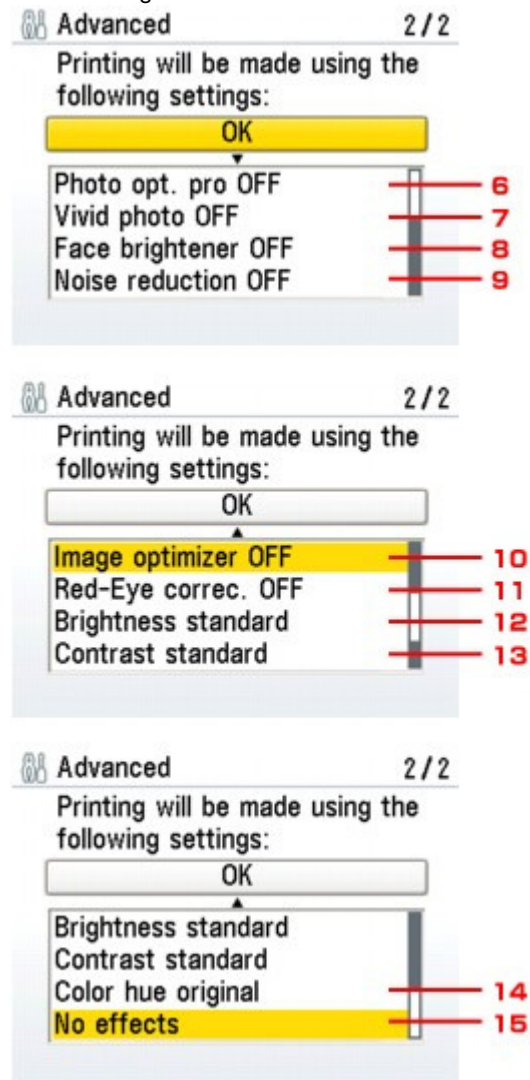 Advanced 2/2
Printing will be made using the
following settings:
OK
Photo opt. pro OFF 6
Vivid photo OFF 7
Face brightener OFF 8
Noise reduction OFF 9
Advanced 2/2
Printing will be made using the
following settings:
OK
Image optimizer OFF 10
Red-Eye correc. OFF 11
Brightness standard 12
Contrast standard 13
Advanced 2/2
Printing will be made using the
following settings:
OK
Brightness standard
Contrast standard
Color hue original 14
No effects 15